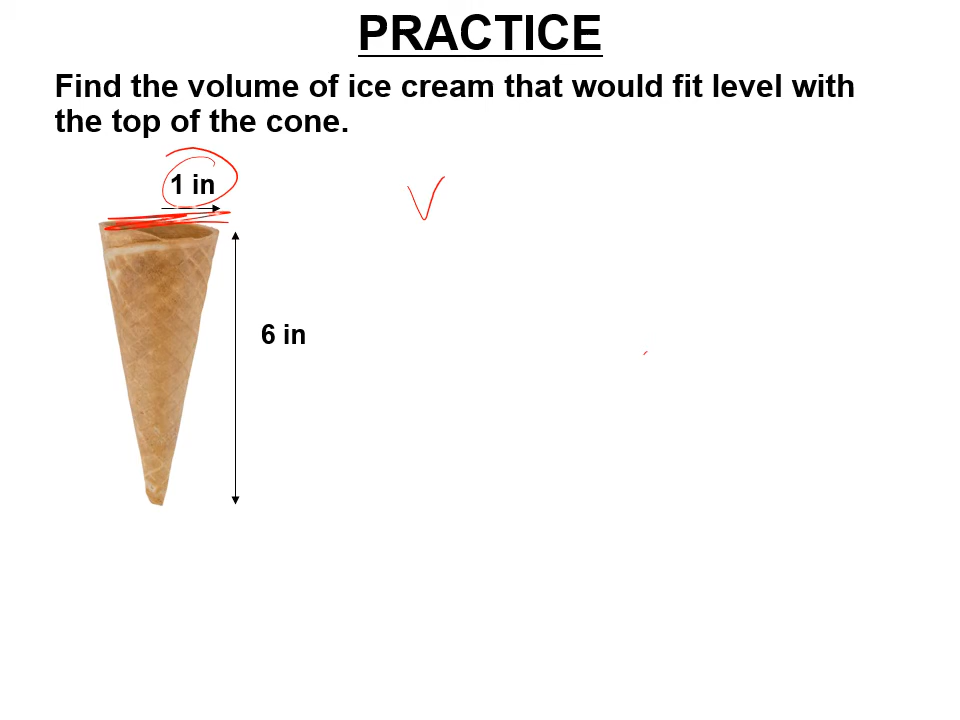 PRACTICE
Find the volume of ice cream that would fit level with
the top of the cone.
1 in
V
6 in